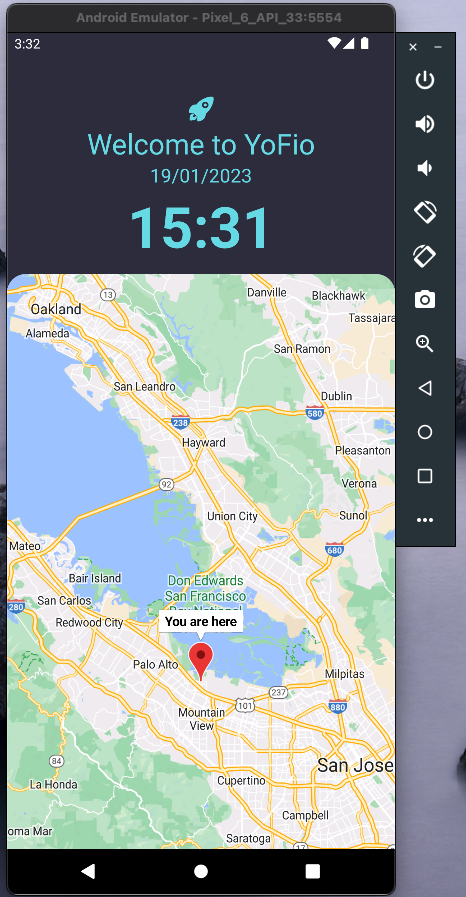 Android Emulator - Pixel_6_API_33:5554
3:32
Welcome to YoFio
19/01/2023
15:31
13
Danville
Blackhawk
Oakland
Tassajara
Alameda
San Ramon
San Leandro
Dublin
580
238
Hayward
Pleasanton
92
Verona
Union City
Sunol
Mateo
680
Bair Island
Don Edwards
San Francisco
Bay National
280
San Carlos
Redwood City
You are here
Palo Alto
Milpitas
237
101
880
Mountain
View
84
San Jose
La Honda
Cupertino
Campbell
oma Mar
Saratoga
17